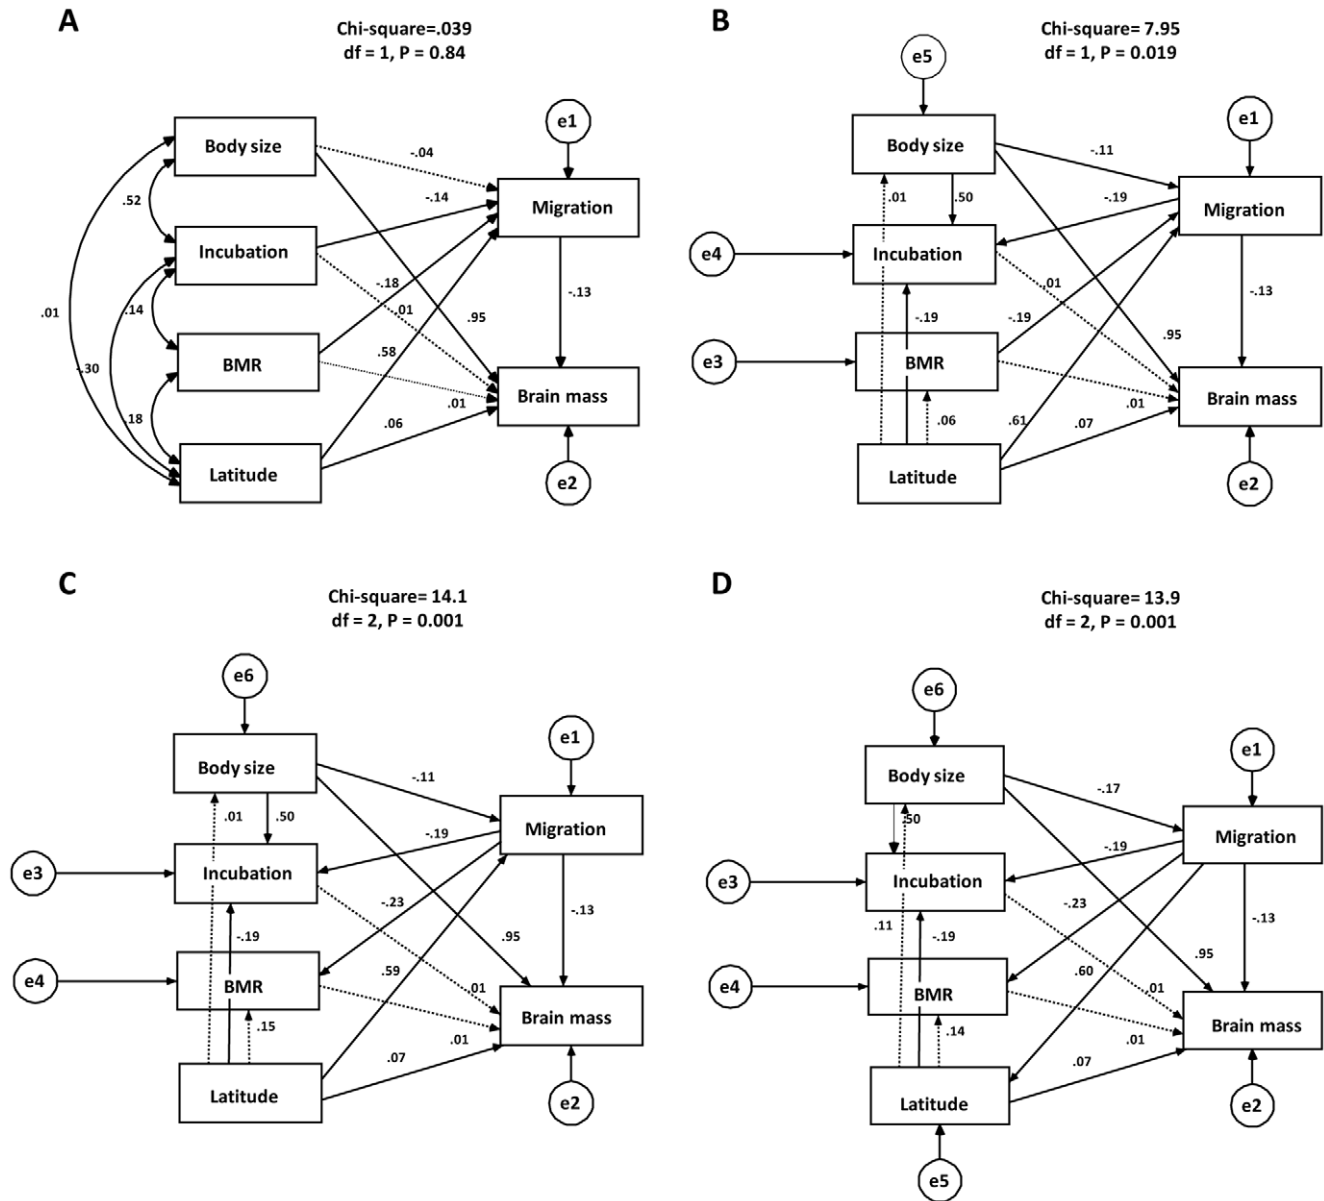 A
Chi-square=.039
df = 1, P = 0.84
e1
Body size
-.04
Migration
.52
-.14
Incubation
-.18
-.13
.01
.14
-.01
.95
BMR
.58
-.30
.01
Brain mass
.18
.06
Latitude
e2
B
Chi-square= 7.95
df = 1, P = 0.019
e5
e1
Body size
-.11
.01
.50
-.19
Migration
e4
Incubation
.01
-.13
-.19
-.19
.95
e3
BMR
.01
Brain mass
.06
.61
.07
Latitude
e2
C
Chi-square= 14.1
df = 2, P = 0.001
e6
e1
Body size
-.11
.01
.50
-.19
Migration
e3
Incubation
-.23
-.13
-.19
.95
e4
BMR
.59
.01
.15
Brain mass
.07
.01
Latitude
e2
D
Chi-square= 13.9
df = 2, P = 0.001
e6
e1
Body size
-.17
.50
-.19
Migration
e3
Incubation
-.23
.11
-.19
-.13
.95
e4
BMR
.60
.01
.14
Brain mass
.01
.07
Latitude
e2
e5